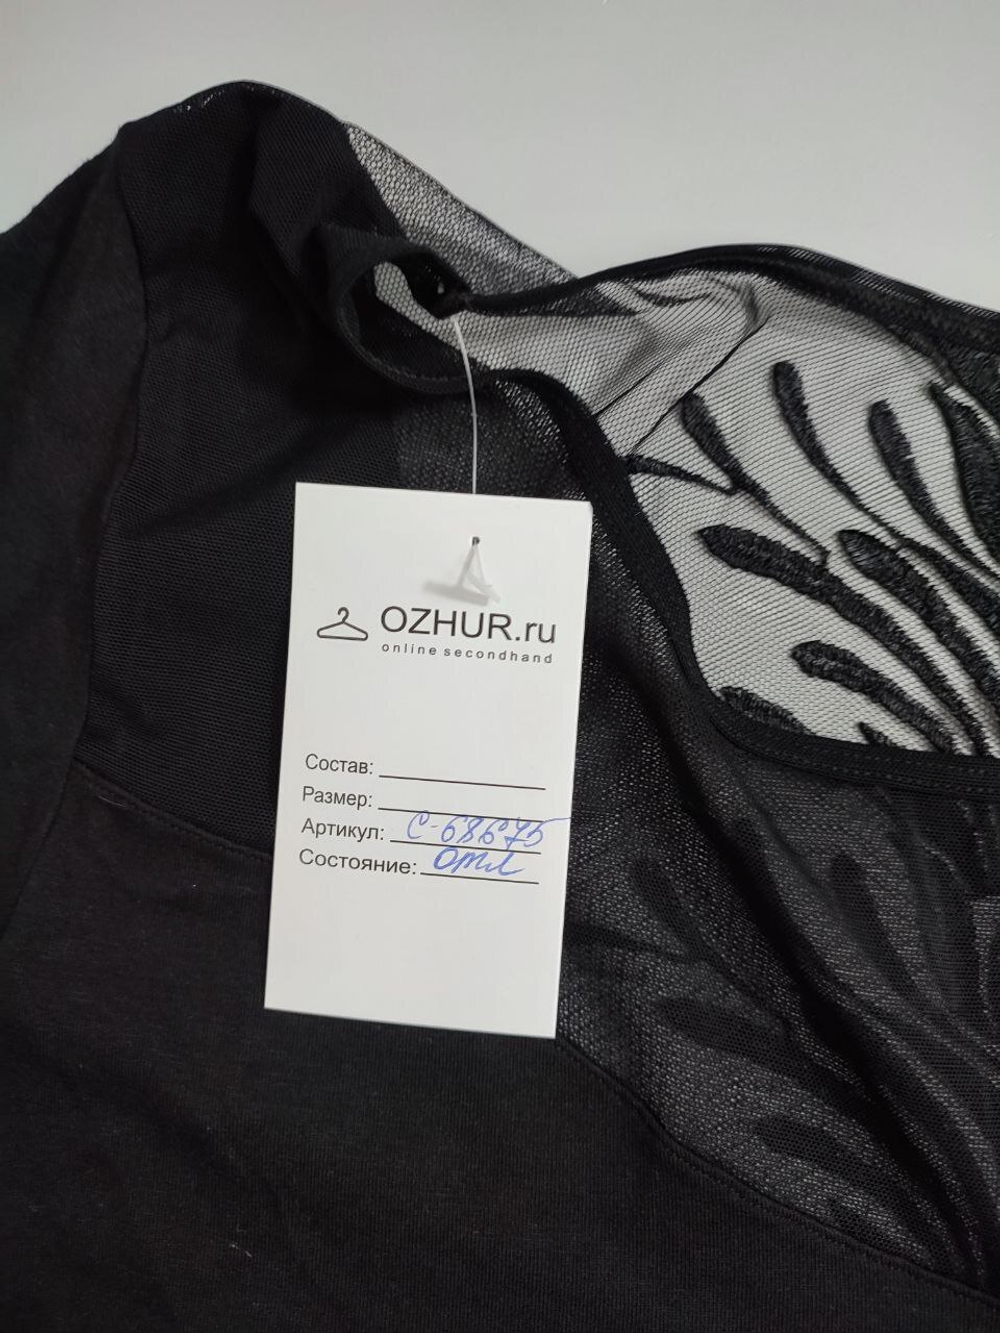 OZHUR.ru
online secondhand
Состав:
Размер:
Артикул: С-68675
Состояние: отл